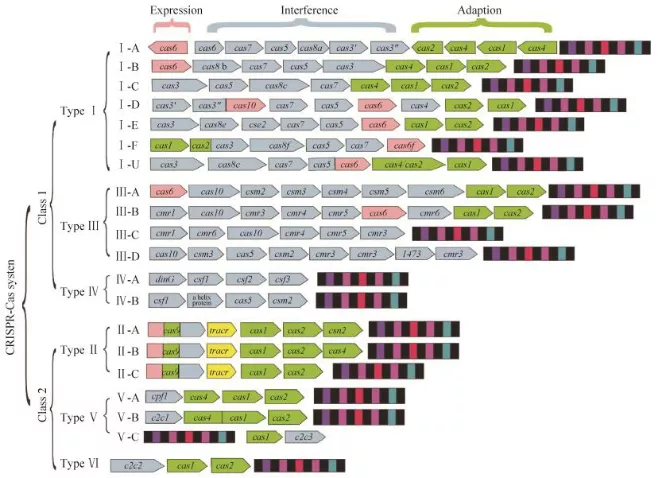 Expression Interference Adaption
I-A cas6 cas6 cas7 cas5 cas8a cas3' cas3" cas2 cas4 cas1 cas4
I-B cas6 cas8'b cas7 cas5 cas3 cas4 cas1 cas2
I-C cas3 cas5 cas8c cas7 cas4 cas1 cas2
Type I I-D cas3' cas3" cas10 cas7 cas5 cas6 cas4 cas2 cas1
I-E cas3 cas8e cse2 cas7 cas5 cas6 cas1 cas2
I-F cas1 cas2 cas3 cas8f cas5 cas7 cas6f
I-U cas3 cas8c cas7 cas5 cas6 cas4 cas2 cas1
Class 1
III-A cas6 cas10 csm2 csm3 csm4 csm5 csm6 cas1 cas2
III-B cmr1 cas10 cmr3 cmr4 cmr5 cas6 cmr6 cas1 cas2
Type III
III-C cmr1 cmr6 cas10 cmr4 cmr5 cmr3
III-D cas10 csm3 cas5 csm2 cmr3 cmr3 1473 cmr3
IV-A dinG csf1 csf2 csf3
Type IV
IV-B csf1 α helix protein cas5 csm2
CRISPR-Cas systen
II-A cas9 tracr cas1 cas2 csn2
Type II II-B cas9 tracr cas1 cas2 cas4
II-C cas9 tracr cas1 cas2
Class 2
V-A cpf1 cas4 cas1 cas2
Type V V-B c2c1 cas4 cas1 cas2
V-C cas1 c2c3
Type VI c2c2 cas1 cas2